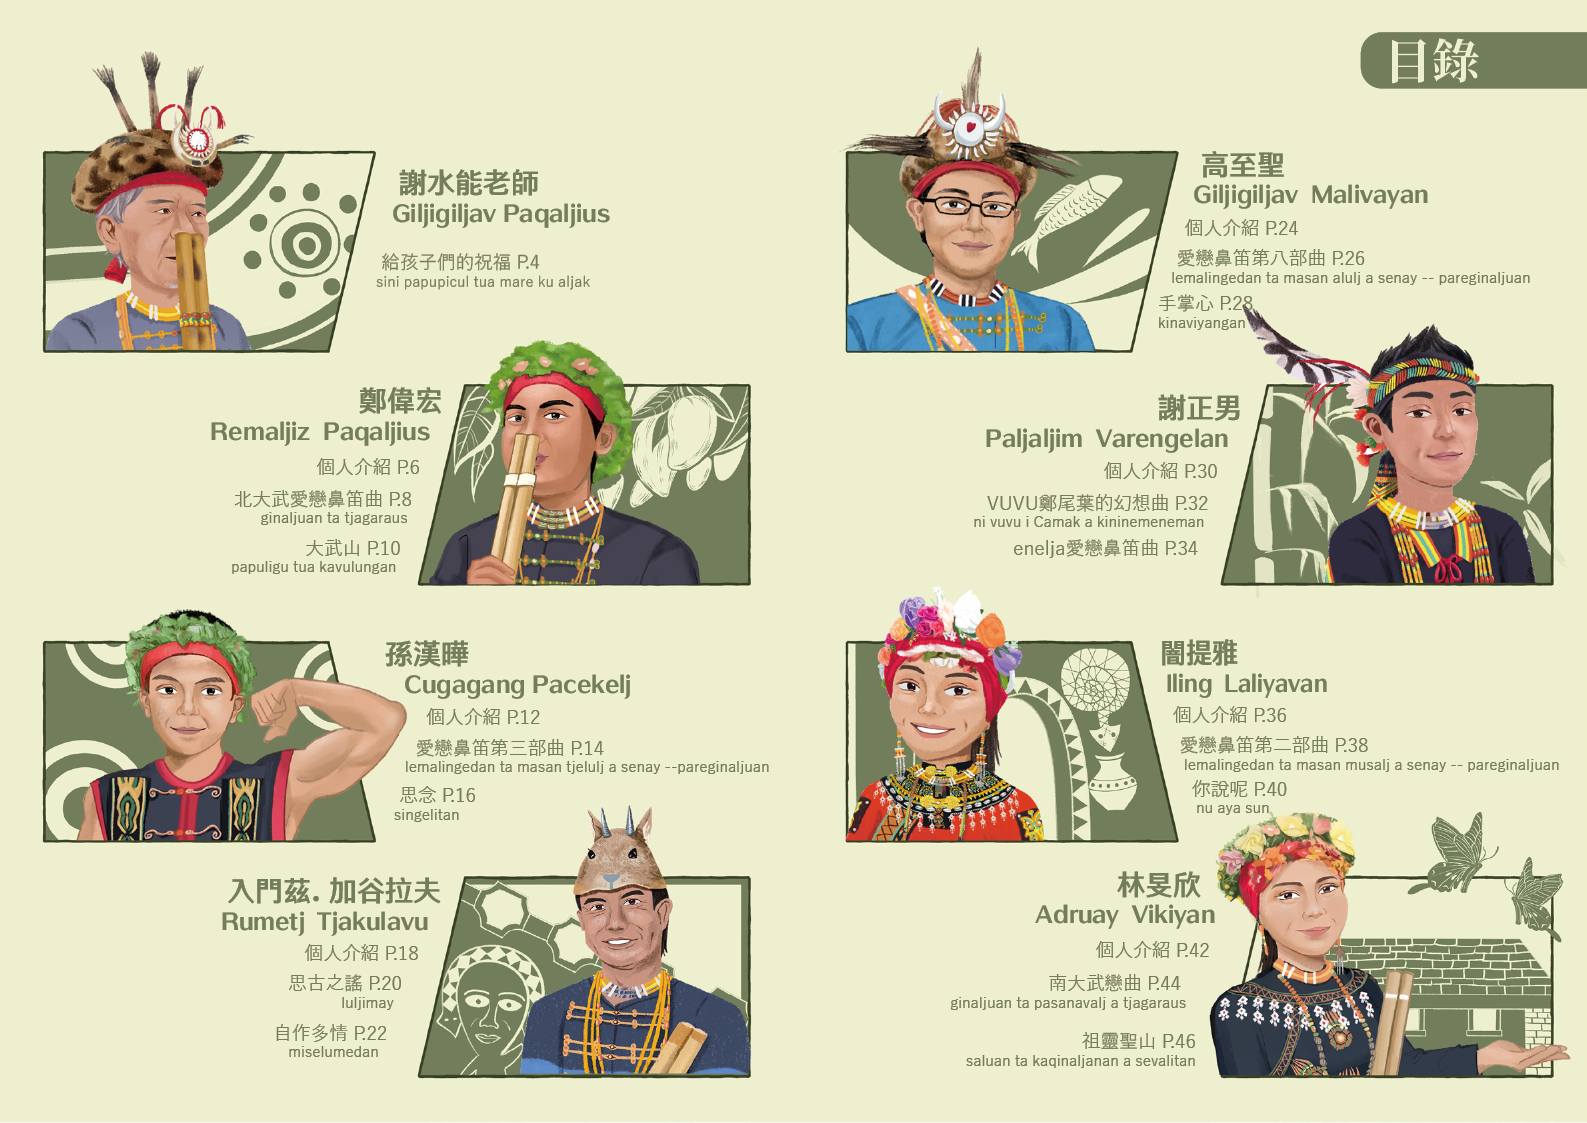 目錄
謝水能老師
Giljigiljav Paqaljius
給孩子們的祝福 P.4
sini papupicul tua mare ku aljak
鄭偉宏
Remaljiz Paqaljius
個人介紹 P.6
北大武愛戀鼻笛曲 P.8
ginaljuan ta tjagaraus
大武山 P.10
papuligu tua kavulungan
孫漢曄
Cugagang Pacekelj
個人介紹 P.12
愛戀鼻笛第三部曲 P.14
lemalingedan ta masan tjelulj a senay --pareginaljuan
思念 P.16
singelitan
入門茲. 加谷拉夫
Rumetj Tjakulavu
個人介紹 P.18
思古之謠 P.20
luljimay
自作多情 P.22
miselumedan
高至聖
Giljigiljav Malivayan
個人介紹 P.24
愛戀鼻笛第八部曲 P.26
lemalingedan ta masan alulj a senay -- pareginaljuan
手掌心 P.28
kinaviyangan
謝正男
Paljaljim Varengelan
個人介紹 P.30
VUVU鄭尾葉的幻想曲 P.32
ni vuvu i Camak a kininemeneman
enelja愛戀鼻笛曲 P.34
闇提雅
Iling Laliyavan
個人介紹 P.36
愛戀鼻笛第二部曲 P.38
lemalingedan ta masan musalj a senay -- pareginaljuan
你說呢 P.40
nu aya sun
林旻欣
Adruay Vikiyan
個人介紹 P.42
南大武戀曲 P.44
ginaljuan ta pasanavalj a tjagaraus
祖靈聖山 P.46
saluan ta kaqinaljanan a sevalitan